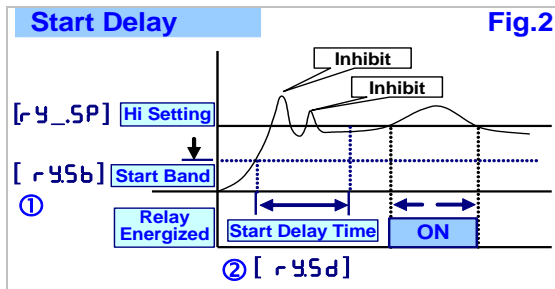 Start Delay
Fig.2
Inhibit
Inhibit
[rY_.SP] Hi Setting
[ rY.Sb] Start Band
①
Relay
Energized
Start Delay Time
ON
② [ rY.Sd]